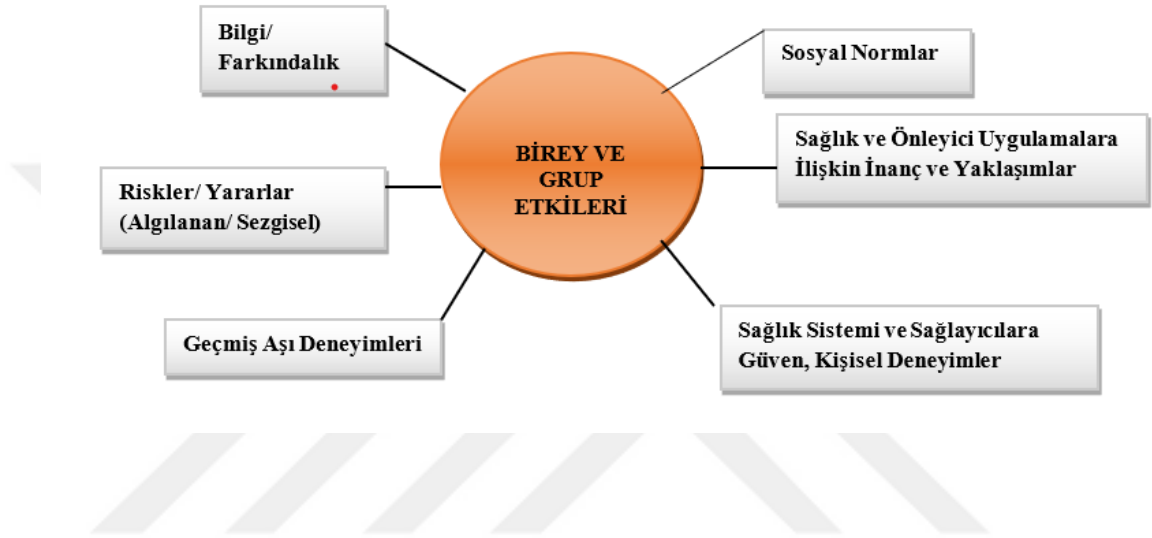 Bilgi/
Farkındalık
Sosyal Normlar
BİREY VE
GRUP
ETKİLERİ
Sağlık ve Önleyici Uygulamalara
İlişkin İnanç ve Yaklaşımlar
Riskler/ Yararlar
(Algılanan/ Sezgisel)
Geçmiş Aşı Deneyimleri
Sağlık Sistemi ve Sağlayıcılara
Güven, Kişisel Deneyimler